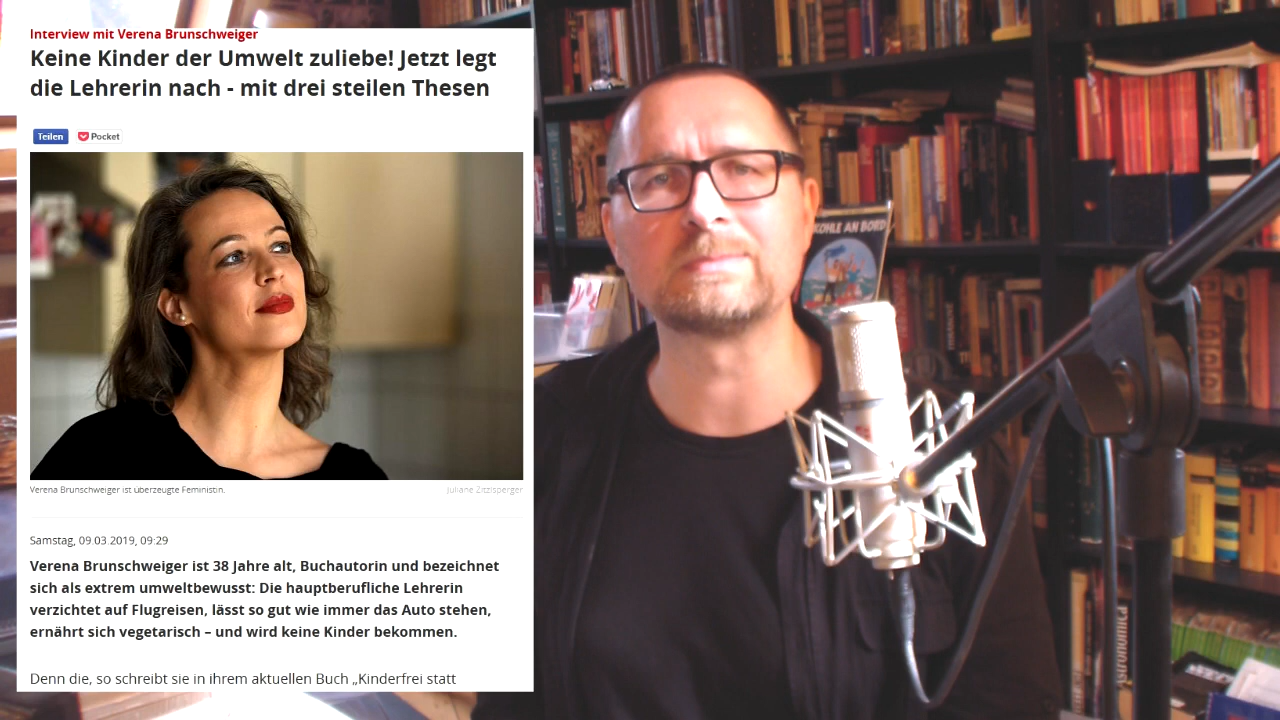 Interview mit Verena Brunschweiger
Keine Kinder der Umwelt zuliebe! Jetzt legt
die Lehrerin nach - mit drei steilen Thesen
Teilen
Pocket
Verena Brunschweiger ist überzeugte Feministin.
Juliane Zitzlsperger
Samstag, 09.03.2019, 09:29
Verena Brunschweiger ist 38 Jahre alt, Buchautorin und bezeichnet
sich als extrem umweltbewusst: Die hauptberufliche Lehrerin
verzichtet auf Flugreisen, lässt so gut wie immer das Auto stehen,
ernährt sich vegetarisch – und wird keine Kinder bekommen.
Denn die, so schreibt sie in ihrem aktuellen Buch „Kinderfrei statt
KOHLE AN BORD
Astronomica